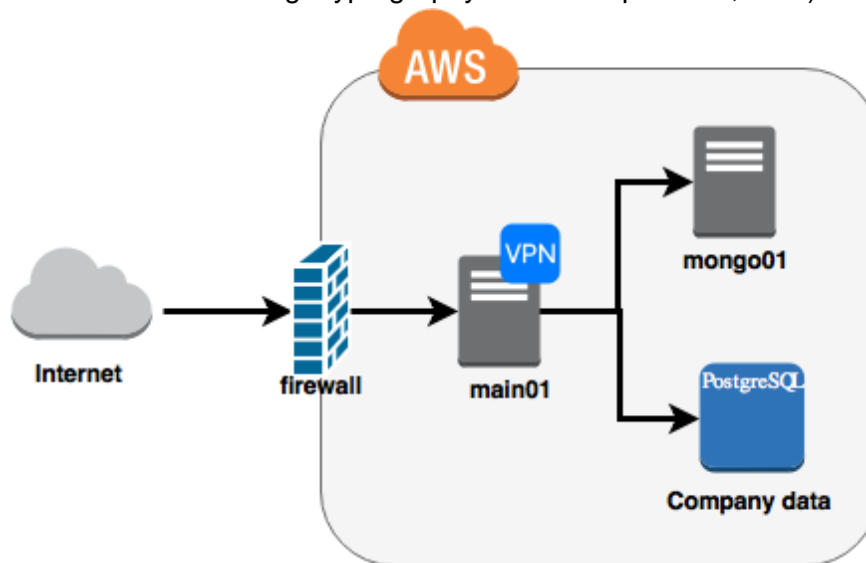 AWS
VPN
mongo01
Internet
firewall
main01
PostgreSQL
Company data